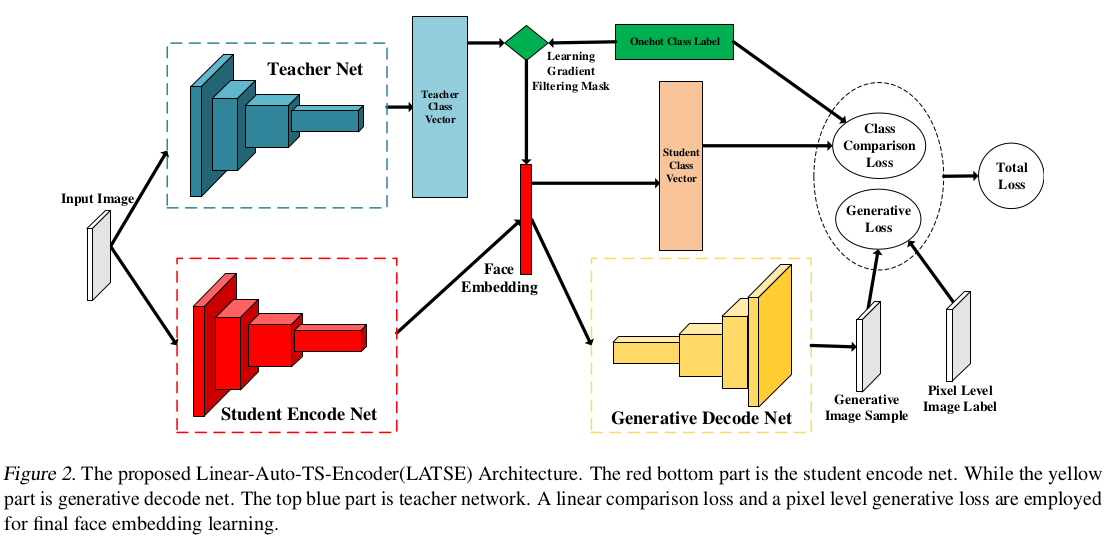 Teacher Net
Teacher
Class
Vector
Onehot Class Label
Learning
Gradient
Filtering Mask
Student
Class
Vector
Class
Comparison
Loss
Generative
Loss
Total
Loss
Input Image
Face
Embedding
Student Encode Net
Generative Decode Net
Generative
Image Sample
Pixel Level
Image Label
Figure 2. The proposed Linear-Auto-TS-Encoder(LATSE) Architecture. The red bottom part is the student encode net. While the yellow
part is generative decode net. The top blue part is teacher network. A linear comparison loss and a pixel level generative loss are employed
for final face embedding learning.